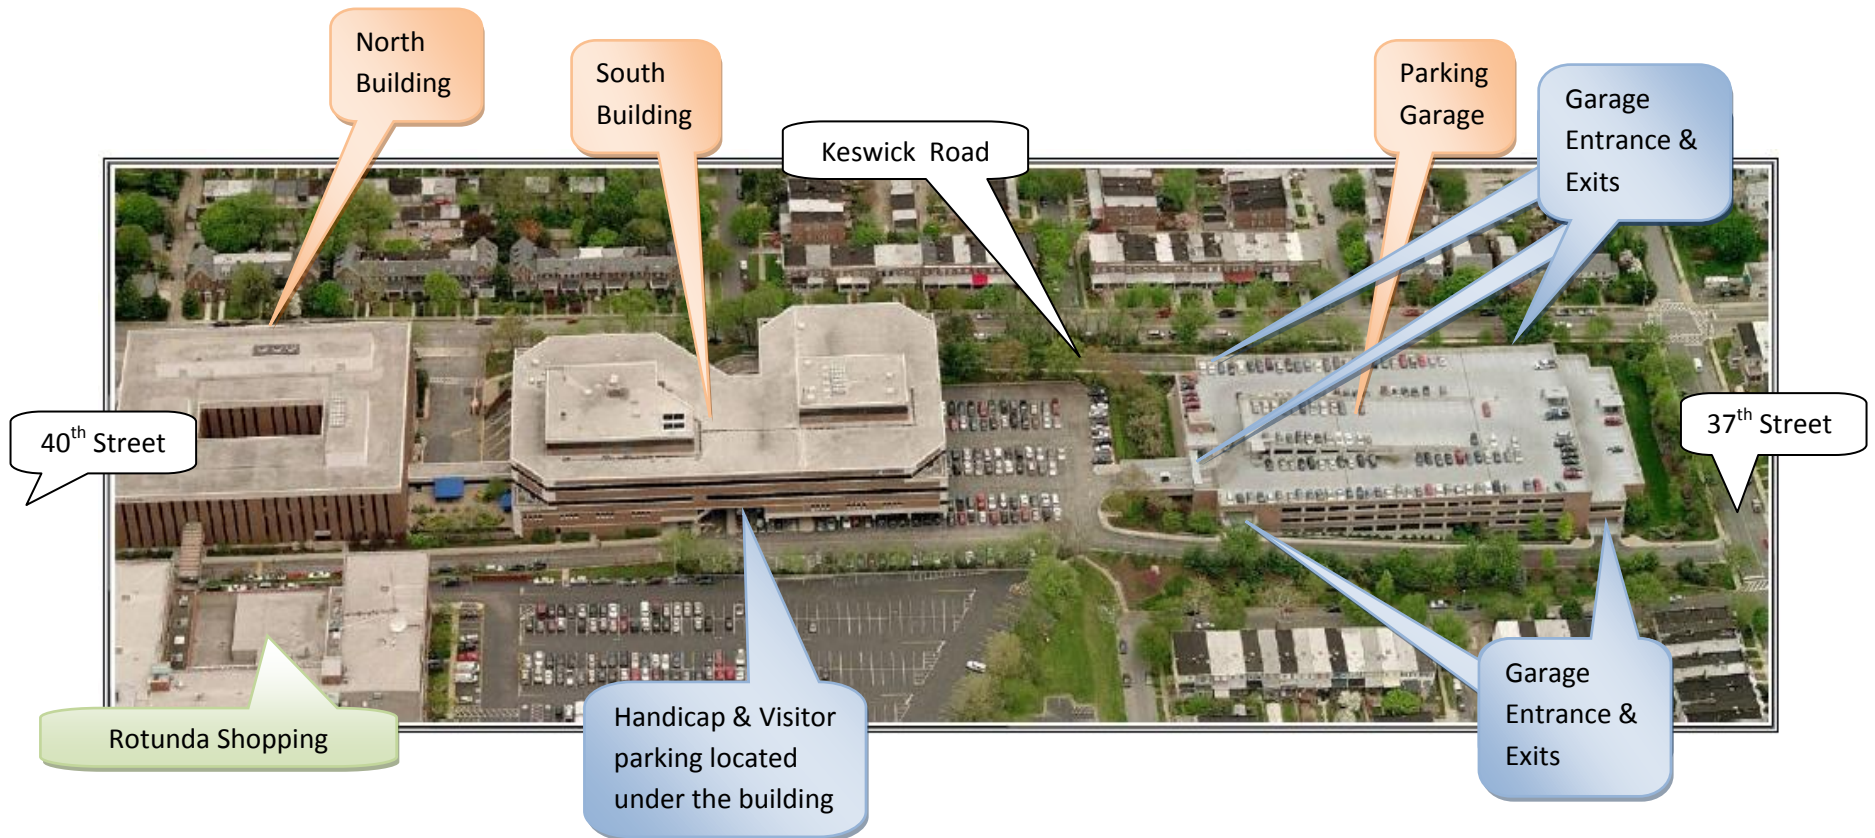 North
Building
South
Building
Keswick  Road
Parking
Garage
Garage
Entrance &
Exits
40th Street
37th Street
Rotunda Shopping
Handicap & Visitor
parking located
under the building
Garage
Entrance &
Exits